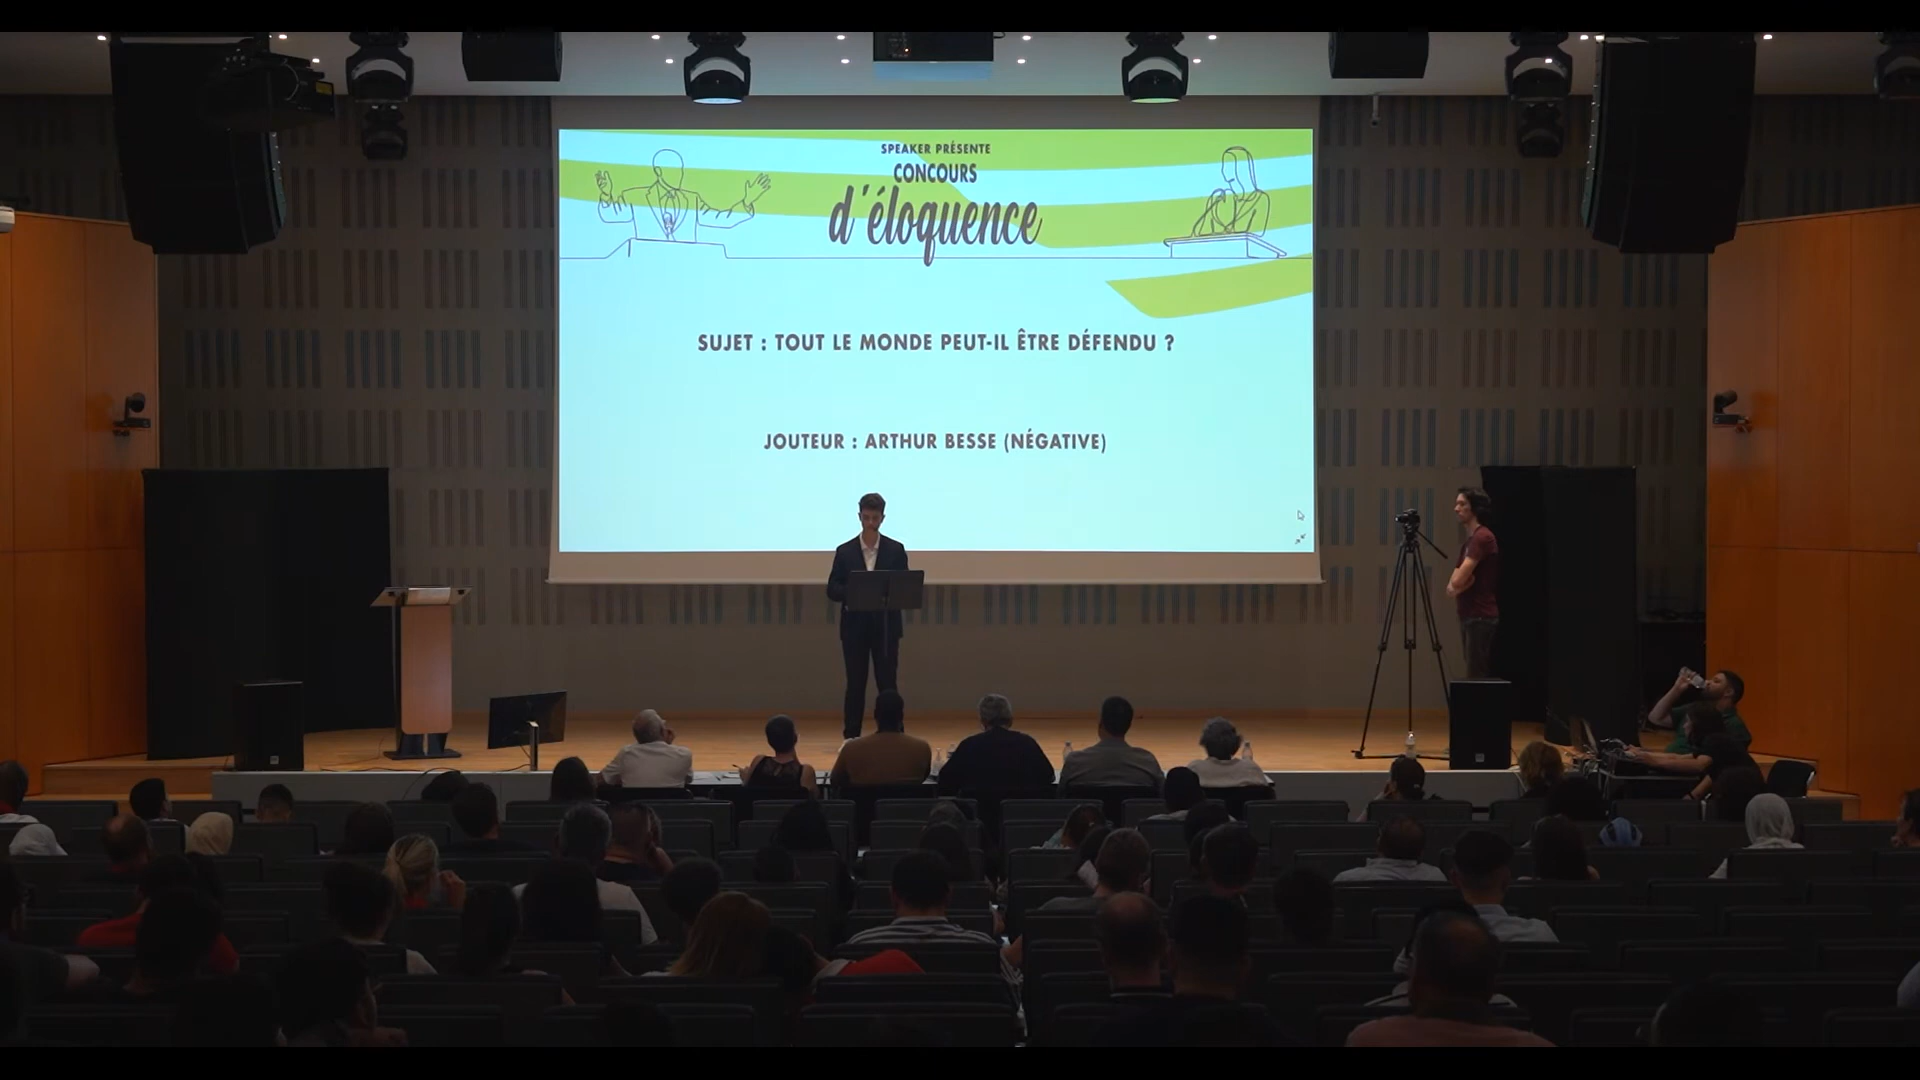 SPEAKER PRÉSENTE
CONCOURS
d'éloquence
SUJET : TOUT LE MONDE PEUT-IL ÊTRE DÉFENDU ?
JOUTEUR : ARTHUR BESSE (NÉGATIVE)